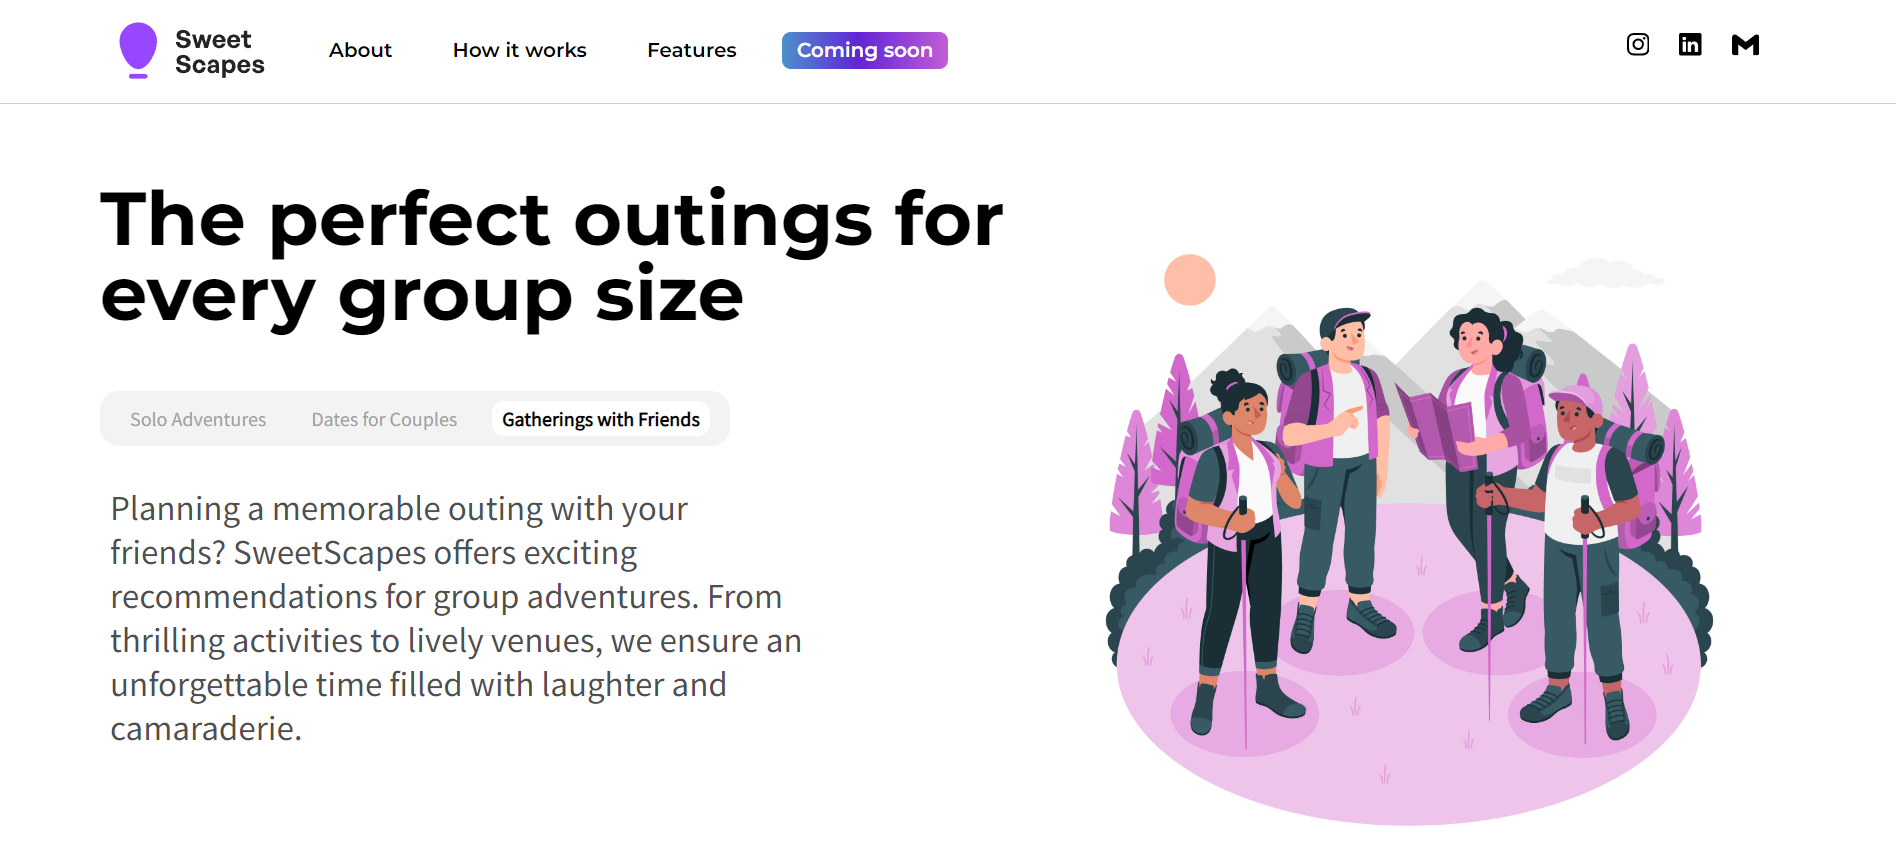 Sweet
Scapes
About
How it works
Features
Coming soon
The perfect outings for
every group size
Solo Adventures
Dates for Couples
Gatherings with Friends
Planning a memorable outing with your
friends? SweetScapes offers exciting
recommendations for group adventures. From
thrilling activities to lively venues, we ensure an
unforgettable time filled with laughter and
camaraderie.